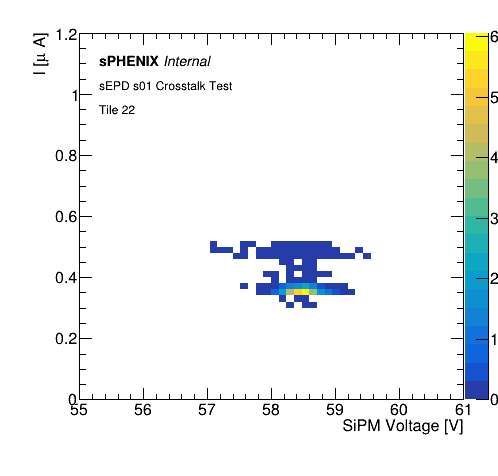 I [μ A]
sPHENIX Internal
sEPD s01 Crosstalk Test
Tile 22
1.2
1
0.8
0.6
0.4
0.2
0
55 56 57 58 59 60 61
SiPM Voltage [V]
6
5
4
3
2
1
0